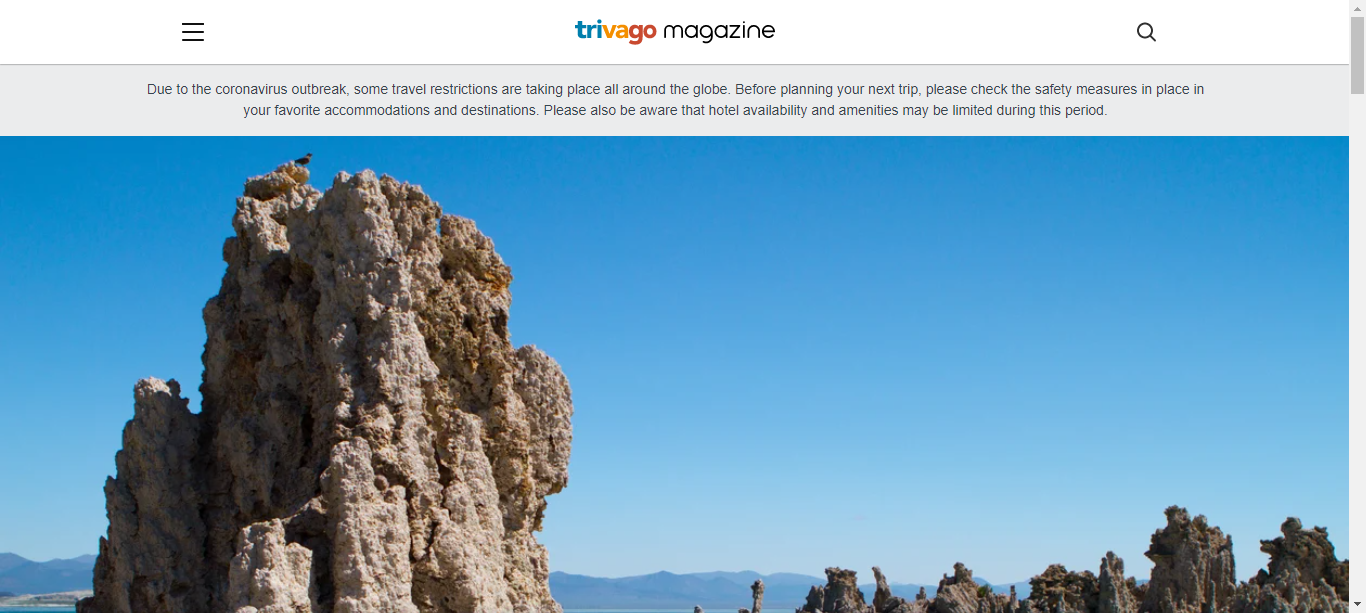 trivago magazine
Due to the coronavirus outbreak, some travel restrictions are taking place all around the globe. Before planning your next trip, please check the safety measures in place in
your favorite accommodations and destinations. Please also be aware that hotel availability and amenities may be limited during this period.